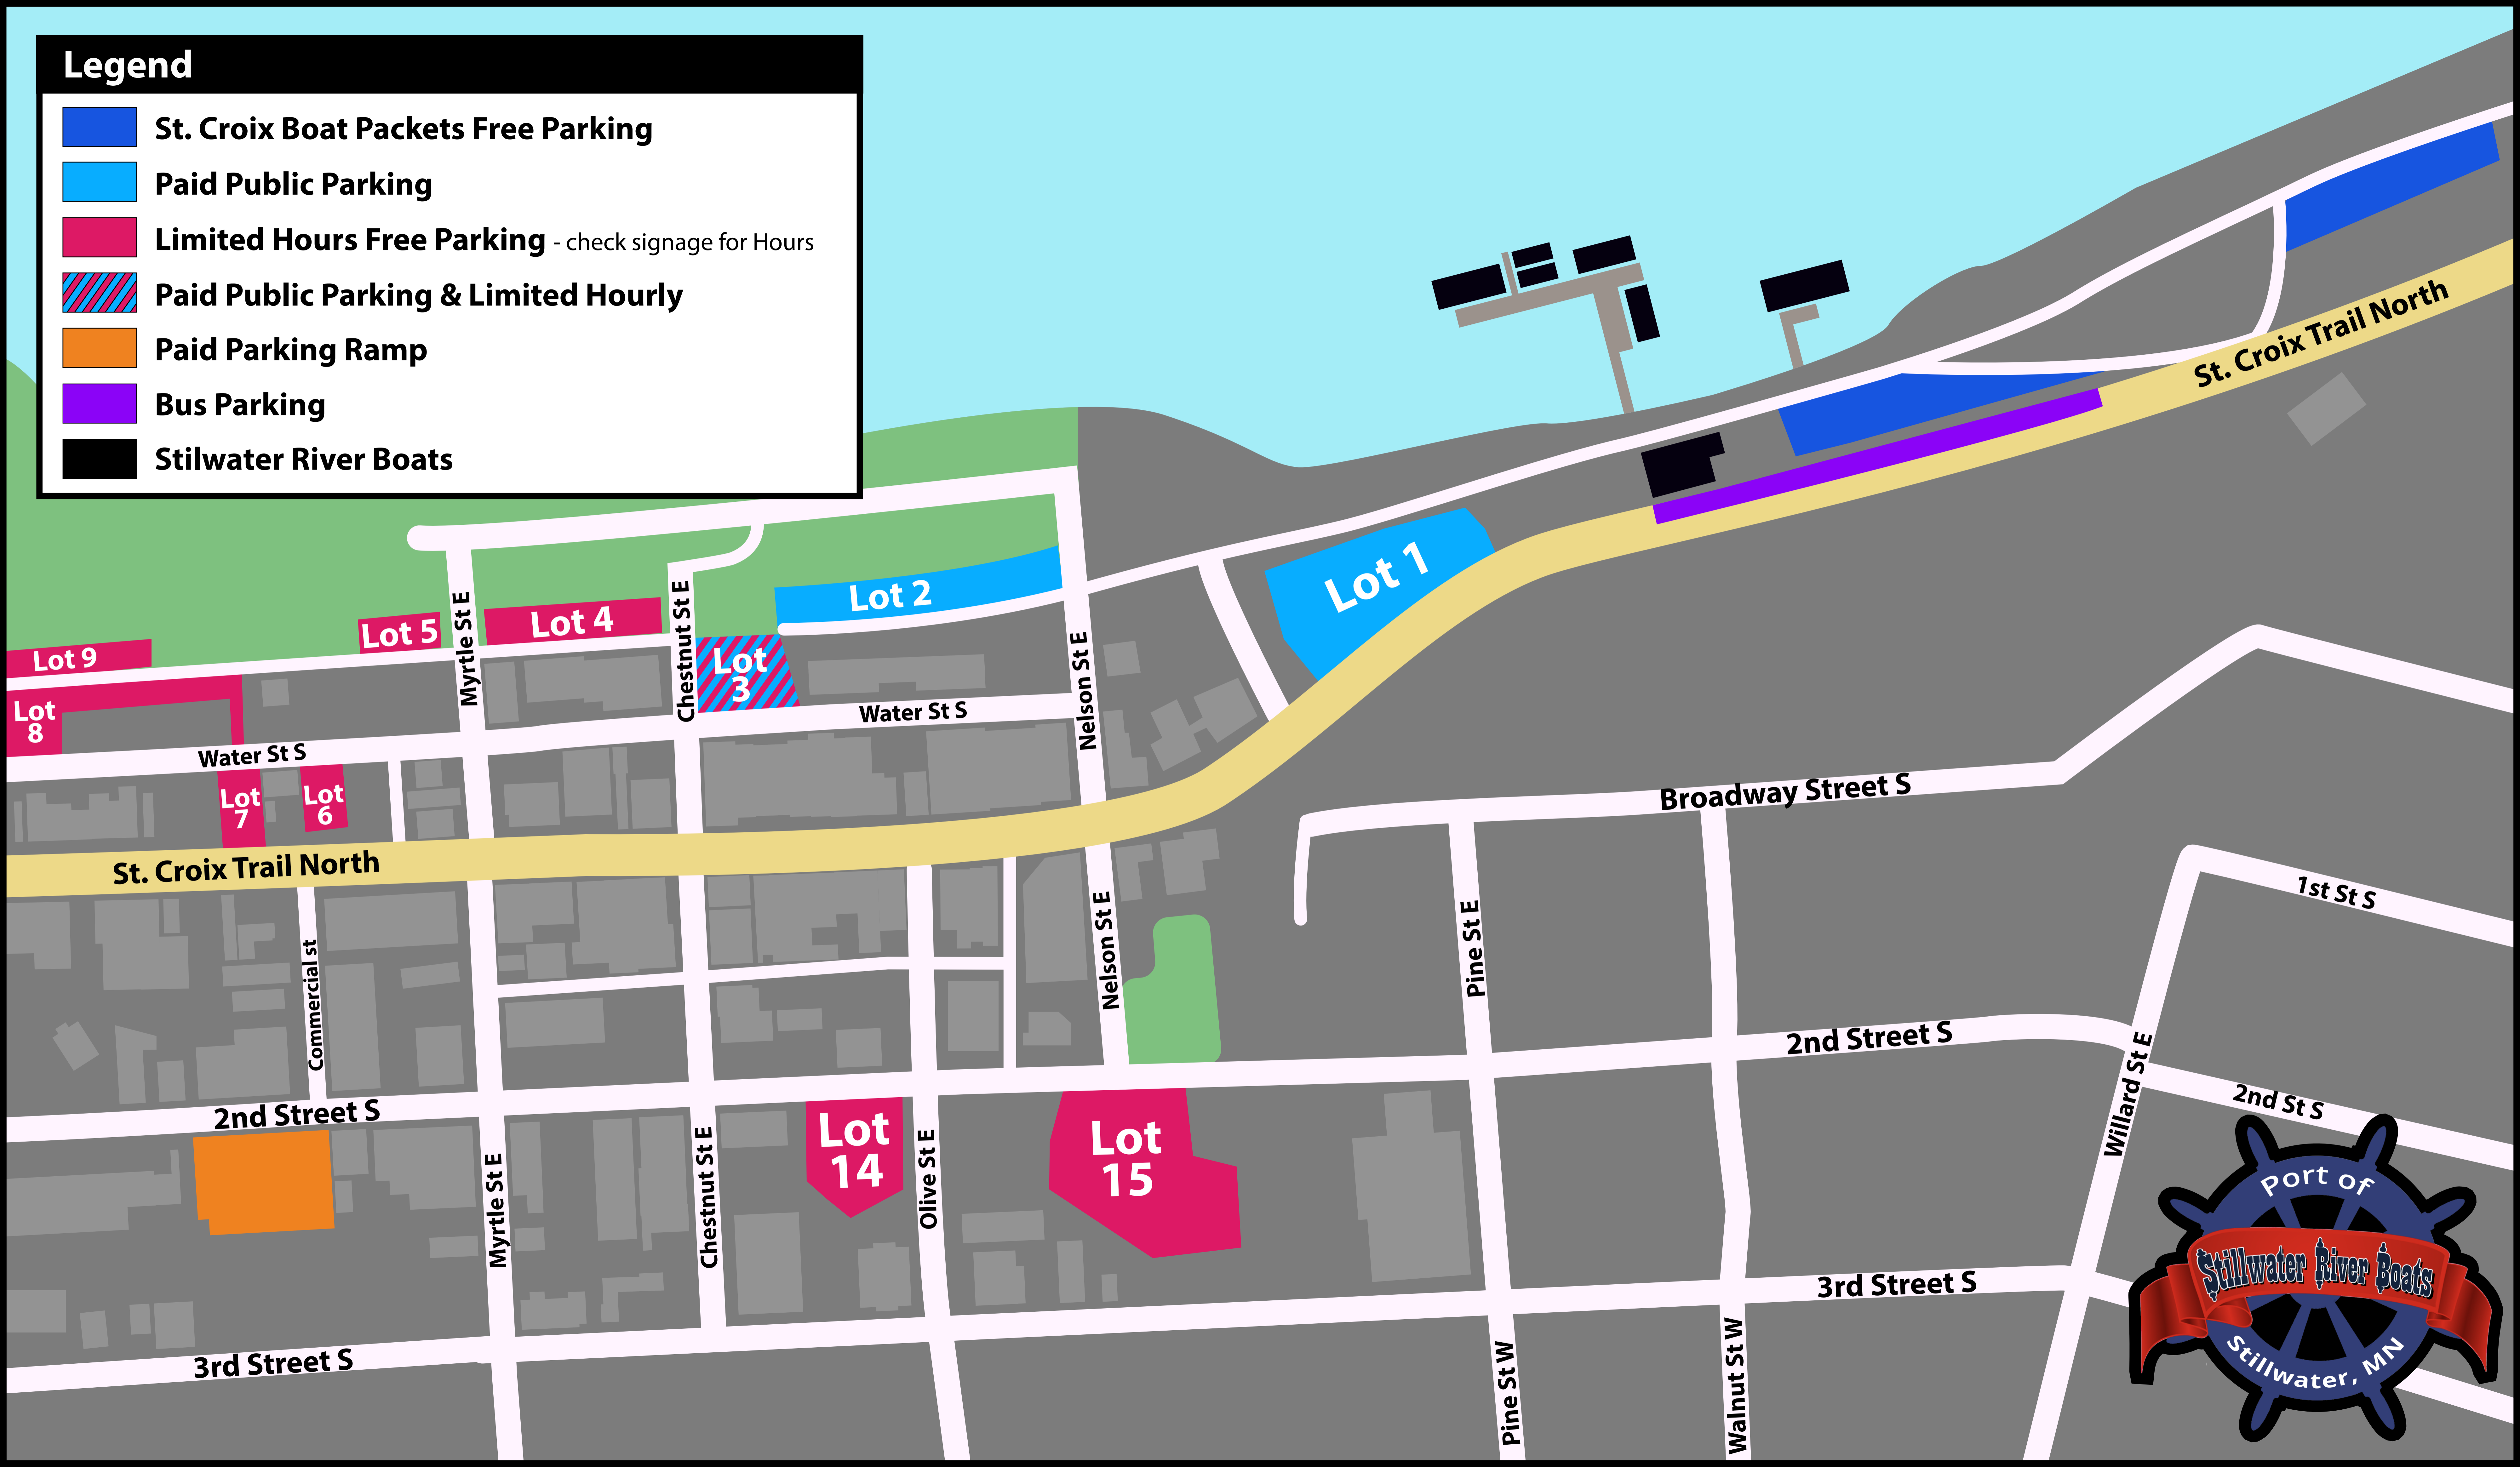 Legend
St. Croix Boat Packets Free Parking
Paid Public Parking
Limited Hours Free Parking - check signage for Hours
Paid Public Parking & Limited Hourly
Paid Parking Ramp
Bus Parking
Stilwater River Boats
St. Croix Trail North
Lot 1
Lot 2
Lot 4
Lot 5
Lot 9
Lot
3
Lot
8
Myrtle St E
Chestnut St E
Nelson St E
Water St S
Water St S
Lot
7
Lot
6
Broadway Street S
St. Croix Trail North
1st St S
Commercial st
Nelson St E
Pine St E
2nd Street S
Willard St E
2nd St S
2nd Street S
Lot
14
Lot
15
Myrtle St E
Chestnut St E
Olive St E
3rd Street S
3rd Street S
Pine St W
Walnut St W
Port of
Stillwater River Boats
Stillwater, MN